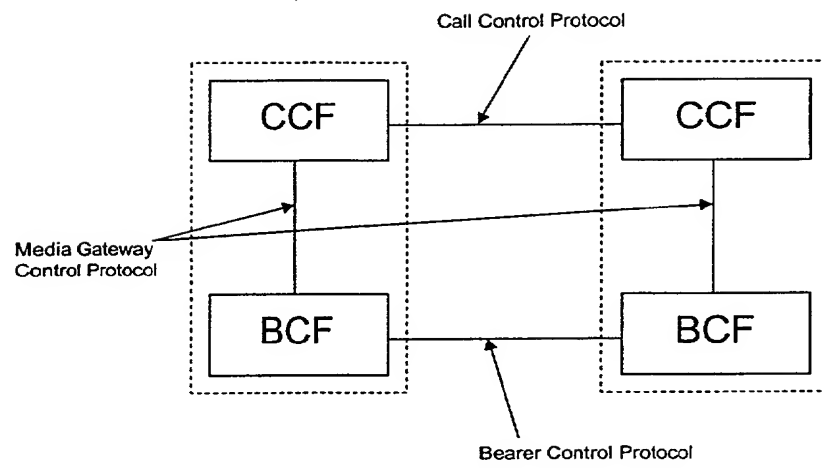 Call Control Protocol
CCF
CCF
Media Gateway
Control Protocol
BCF
BCF
Bearer Control Protocol